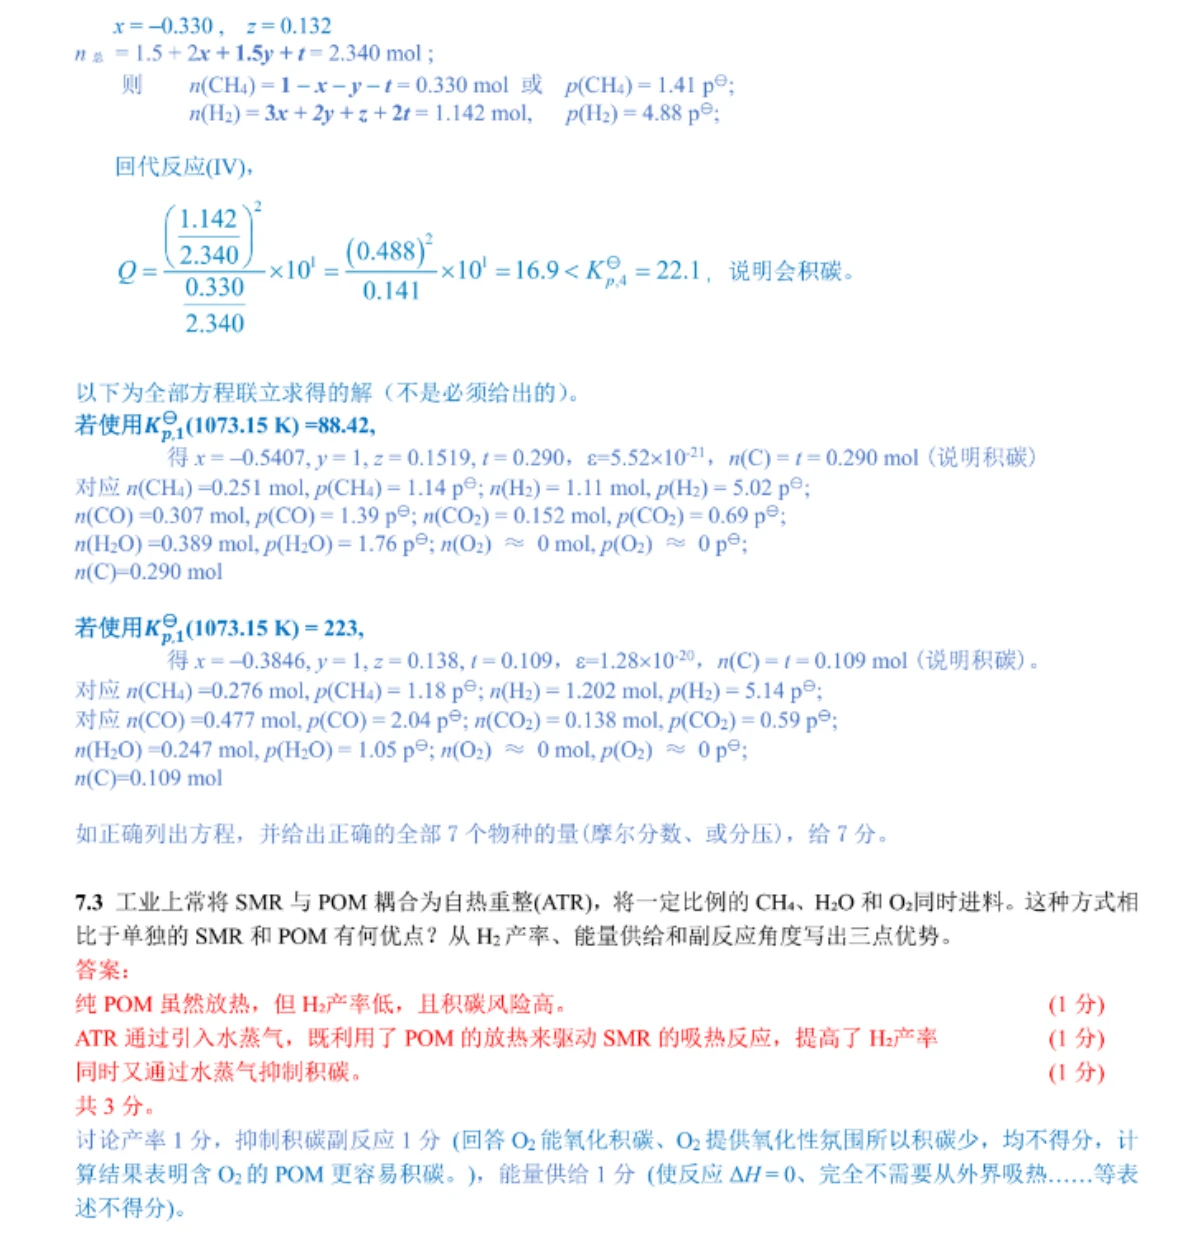 x = –0.330， z = 0.132
n 总 = 1.5 + 2x + 1.5y + t = 2.340 mol ;
则 n(CH₄) = 1 – x – y – t = 0.330 mol 或 p(CH₄) = 1.41 p⊖;
n(H₂) = 3x + 2y + z + 2t = 1.142 mol, p(H₂) = 4.88 p⊖;
回代反应(IV)，
Q = ((1.142/2.340)²)/(0.330/2.340) ×10¹ = (0.488)²/0.141 ×10¹ = 16.9 < K⊖p,4 = 22.1，说明会积碳。
以下为全部方程联立求得的解（不是必须给出的）。
若使用K⊖p,1(1073.15 K) =88.42,
得 x = –0.5407, y = 1, z = 0.1519, t = 0.290， ε=5.52×10⁻²¹， n(C) = t = 0.290 mol（说明积碳）
对应 n(CH₄) =0.251 mol, p(CH₄) = 1.14 p⊖; n(H₂) = 1.11 mol, p(H₂) = 5.02 p⊖;
n(CO) =0.307 mol, p(CO) = 1.39 p⊖; n(CO₂) = 0.152 mol, p(CO₂) = 0.69 p⊖;
n(H₂O) =0.389 mol, p(H₂O) = 1.76 p⊖; n(O₂) ≈ 0 mol, p(O₂) ≈ 0 p⊖;
n(C)=0.290 mol
若使用K⊖p,1(1073.15 K) = 223,
得 x = –0.3846, y = 1, z = 0.138, t = 0.109， ε=1.28×10⁻²⁰， n(C) = t = 0.109 mol（说明积碳）。
对应 n(CH₄) =0.276 mol, p(CH₄) = 1.18 p⊖; n(H₂) = 1.202 mol, p(H₂) = 5.14 p⊖;
对应 n(CO) =0.477 mol, p(CO) = 2.04 p⊖; n(CO₂) = 0.138 mol, p(CO₂) = 0.59 p⊖;
n(H₂O) =0.247 mol, p(H₂O) = 1.05 p⊖; n(O₂) ≈ 0 mol, p(O₂) ≈ 0 p⊖;
n(C)=0.109 mol
如正确列出方程，并给出正确的全部 7 个物种的量(摩尔分数、或分压)，给 7 分。
7.3 工业上常将 SMR 与 POM 耦合为自热重整(ATR)，将一定比例的 CH₄、H₂O 和 O₂同时进料。这种方式相
比于单独的 SMR 和 POM 有何优点？从 H₂ 产率、能量供给和副反应角度写出三点优势。
答案：
纯 POM 虽然放热，但 H₂产率低，且积碳风险高。 (1 分)
ATR 通过引入水蒸气，既利用了 POM 的放热来驱动 SMR 的吸热反应，提高了 H₂产率 (1 分)
同时又通过水蒸气抑制积碳。 (1 分)
共 3 分。
讨论产率 1 分，抑制积碳副反应 1 分 (回答 O₂ 能氧化积碳、O₂ 提供氧化性氛围所以积碳少，均不得分，计
算结果表明含 O₂ 的 POM 更容易积碳。)，能量供给 1 分 (使反应 ΔH = 0、完全不需要从外界吸热……等表
述不得分)。